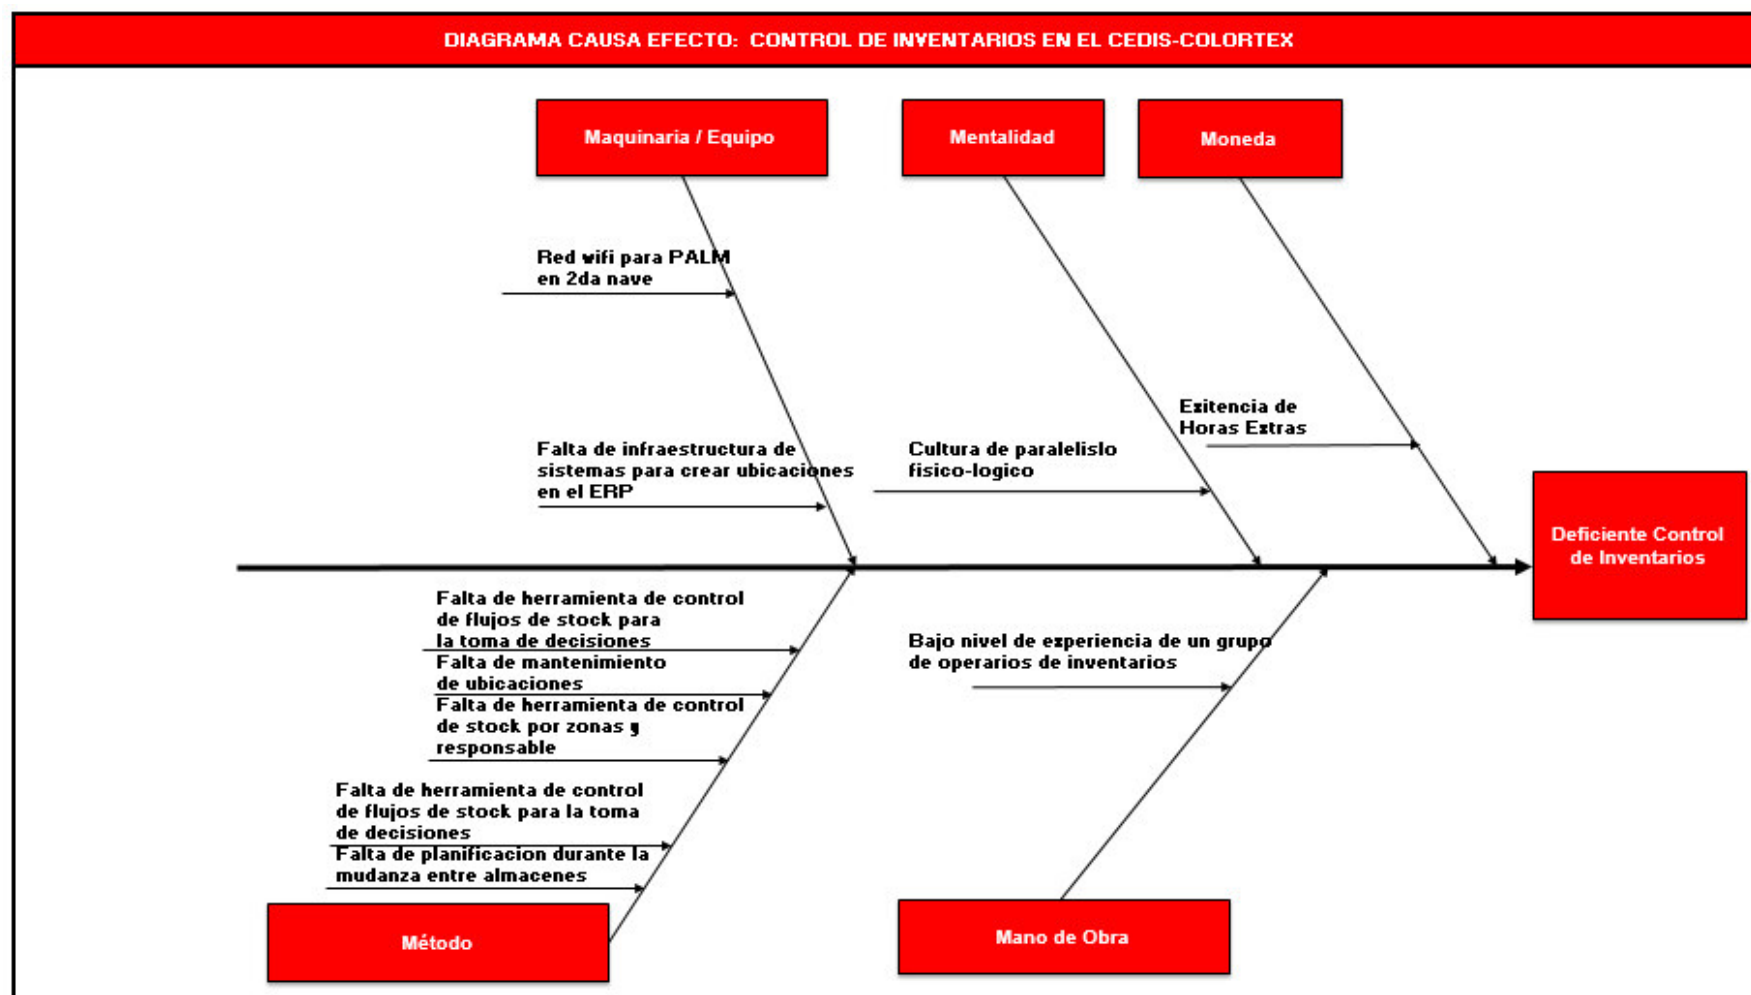 DIAGRAMA CAUSA EFECTO: CONTROL DE INVENTARIOS EN EL CEDIS-COLORTEX
Maquinaria / Equipo
Mentalidad
Moneda
Red wifi para PALM
en 2da nave
Falta de infraestructura de
sistemas para crear ubicaciones
en el ERP
Cultura de paralelislo
fisico-logico
Exitencia de
Horas Extras
Deficiente Control
de Inventarios
Falta de herramienta de control
de flujos de stock para
la toma de decisiones
Falta de mantenimiento
de ubicaciones
Falta de herramienta de control
de stock por zonas y
responsable
Falta de herramienta de control
de flujos de stock para la toma
de decisiones
Falta de planificacion durante la
mudanza entre almacenes
Bajo nivel de experiencia de un grupo
de operarios de inventarios
Método
Mano de Obra